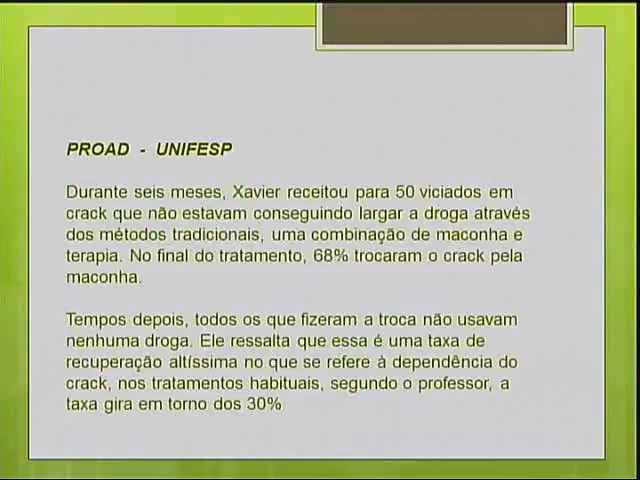 PROAD - UNIFESP
Durante seis meses, Xavier receitou para 50 viciados em
crack que não estavam conseguindo largar a droga através
dos métodos tradicionais, uma combinação de maconha e
terapia. No final do tratamento, 68% trocaram o crack pela
maconha.
Tempos depois, todos os que fizeram a troca não usavam
nenhuma droga. Ele ressalta que essa é uma taxa de
recuperação altíssima no que se refere à dependência do
crack, nos tratamentos habituais, segundo o professor, a
taxa gira em torno dos 30%